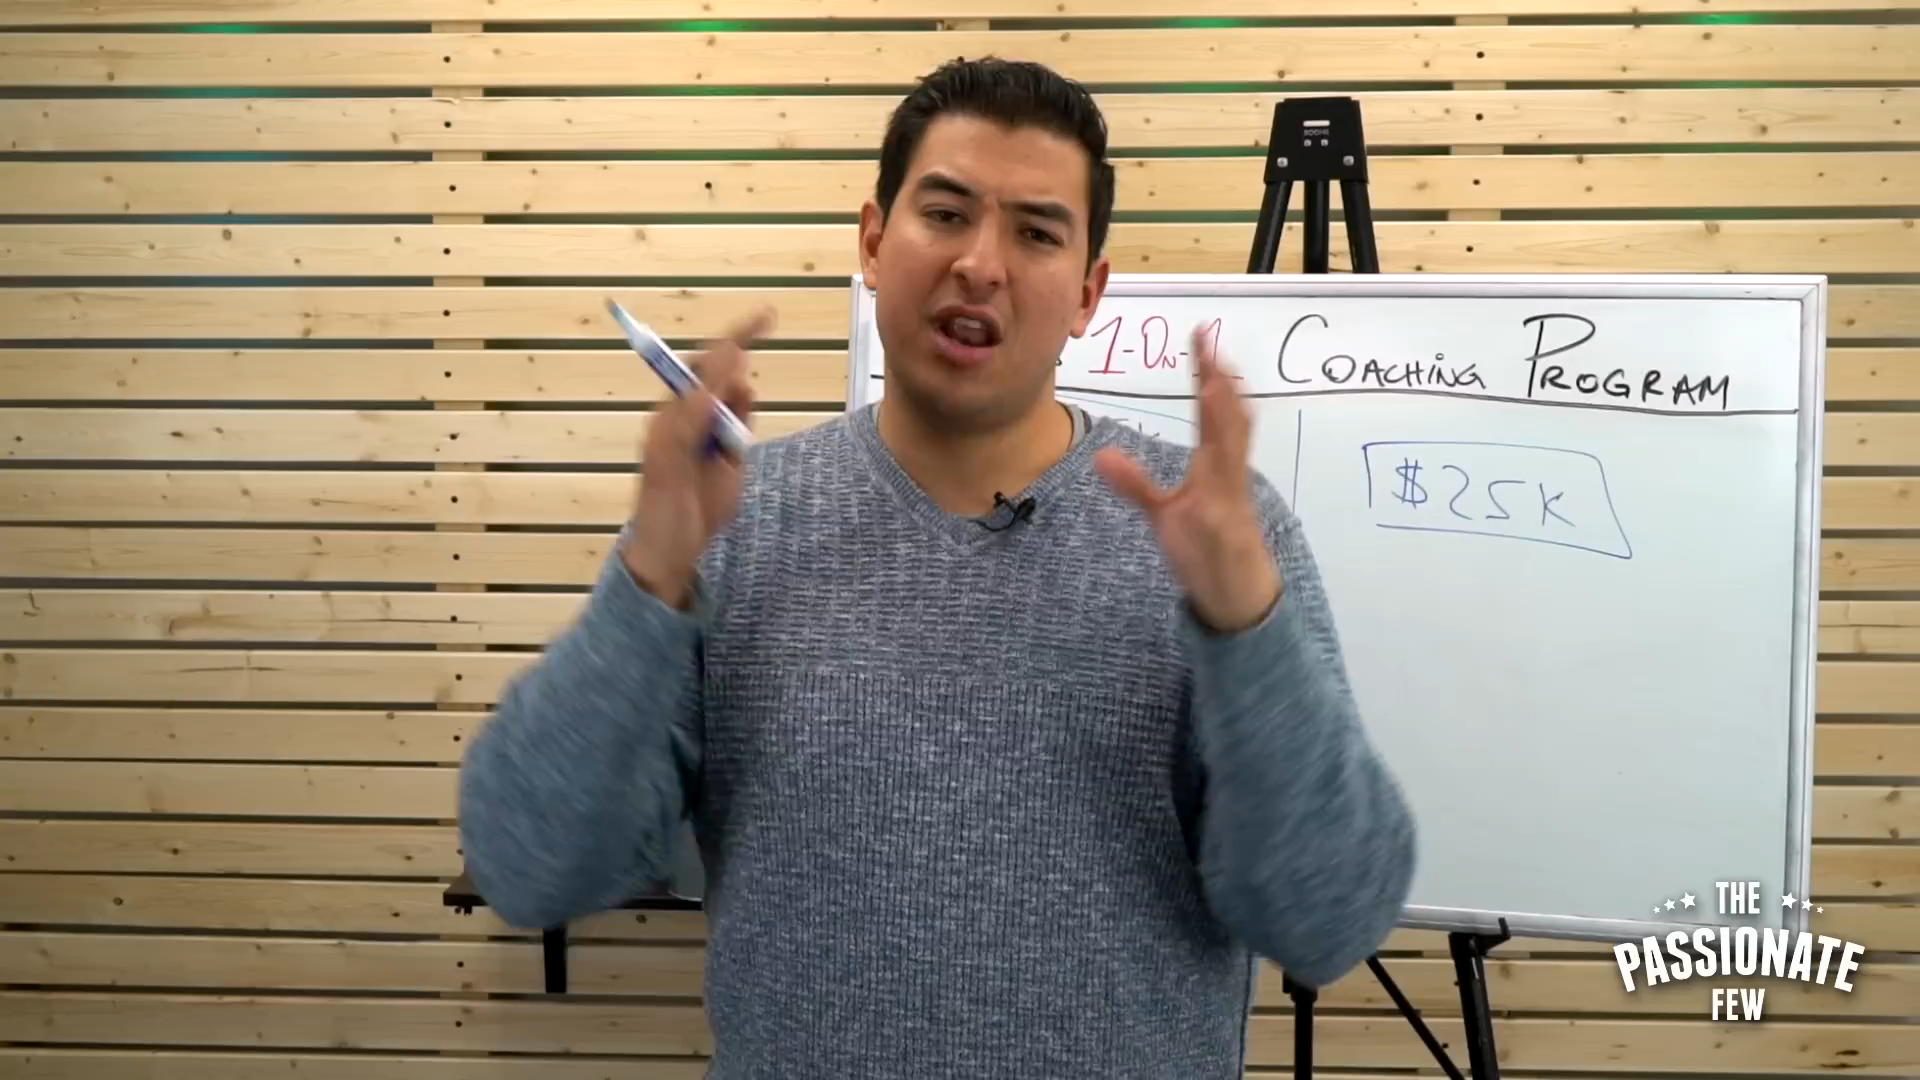 1-ON-1 COACHING PROGRAM
$25K
THE
PASSIONATE
FEW